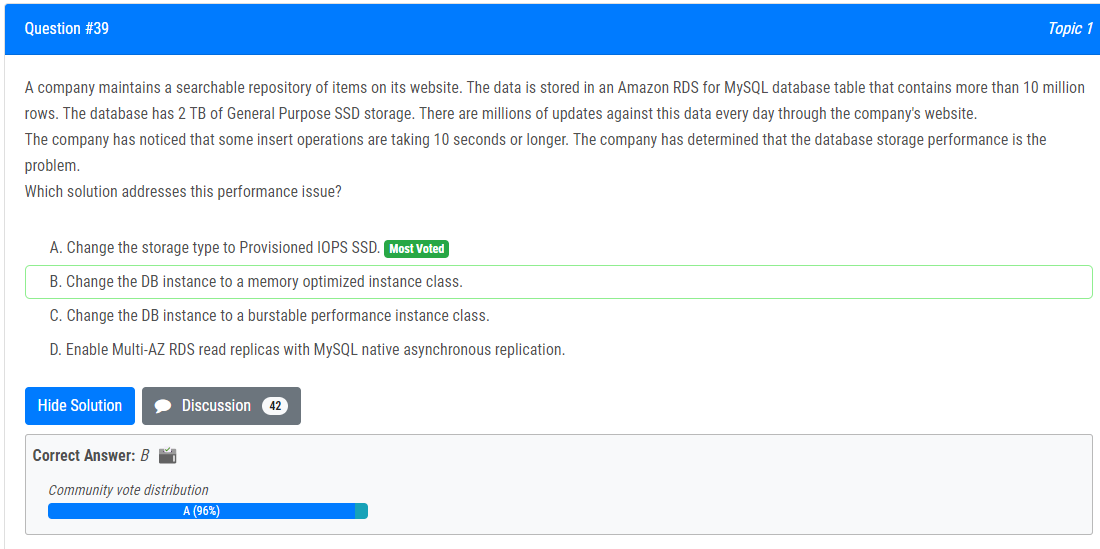 Question #39
Topic 1
A company maintains a searchable repository of items on its website. The data is stored in an Amazon RDS for MySQL database table that contains more than 10 million
rows. The database has 2 TB of General Purpose SSD storage. There are millions of updates against this data every day through the company's website.
The company has noticed that some insert operations are taking 10 seconds or longer. The company has determined that the database storage performance is the
problem.
Which solution addresses this performance issue?
A. Change the storage type to Provisioned IOPS SSD. Most Voted
B. Change the DB instance to a memory optimized instance class.
C. Change the DB instance to a burstable performance instance class.
D. Enable Multi-AZ RDS read replicas with MySQL native asynchronous replication.
Hide Solution
Discussion 42
Correct Answer: B
Community vote distribution
A (96%)